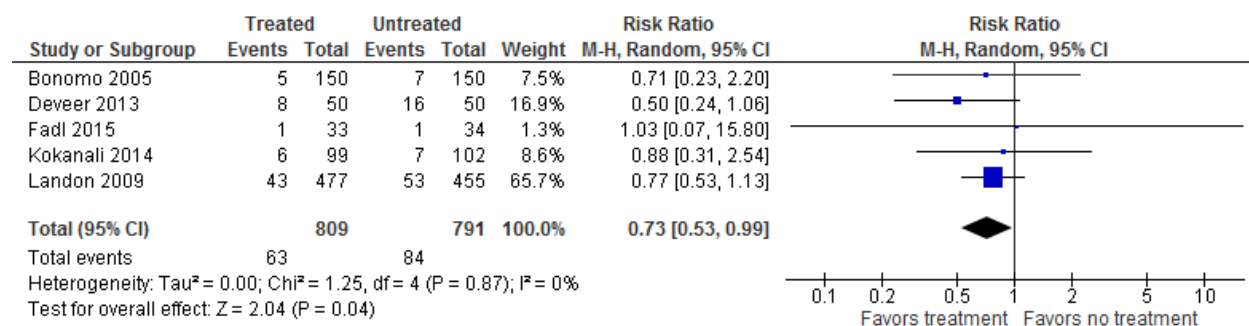 Treated Untreated Risk Ratio Risk Ratio
Study or Subgroup Events Total Events Total Weight M-H, Random, 95% CI M-H, Random, 95% CI
Bonomo 2005 5 150 7 150 7.5% 0.71 [0.23, 2.20]
Deveer 2013 8 50 16 50 16.9% 0.50 [0.24, 1.06]
Fadl 2015 1 33 1 34 1.3% 1.03 [0.07, 15.80]
Kokanali 2014 6 99 7 102 8.6% 0.88 [0.31, 2.54]
Landon 2009 43 477 53 455 65.7% 0.77 [0.53, 1.13]
Total (95% CI) 809 791 100.0% 0.73 [0.53, 0.99]
Total events 63 84
Heterogeneity: Tau² = 0.00; Chi² = 1.25, df = 4 (P = 0.87); I² = 0%
Test for overall effect: Z = 2.04 (P = 0.04)
0.1 0.2 0.5 1 2 5 10
Favors treatment Favors no treatment